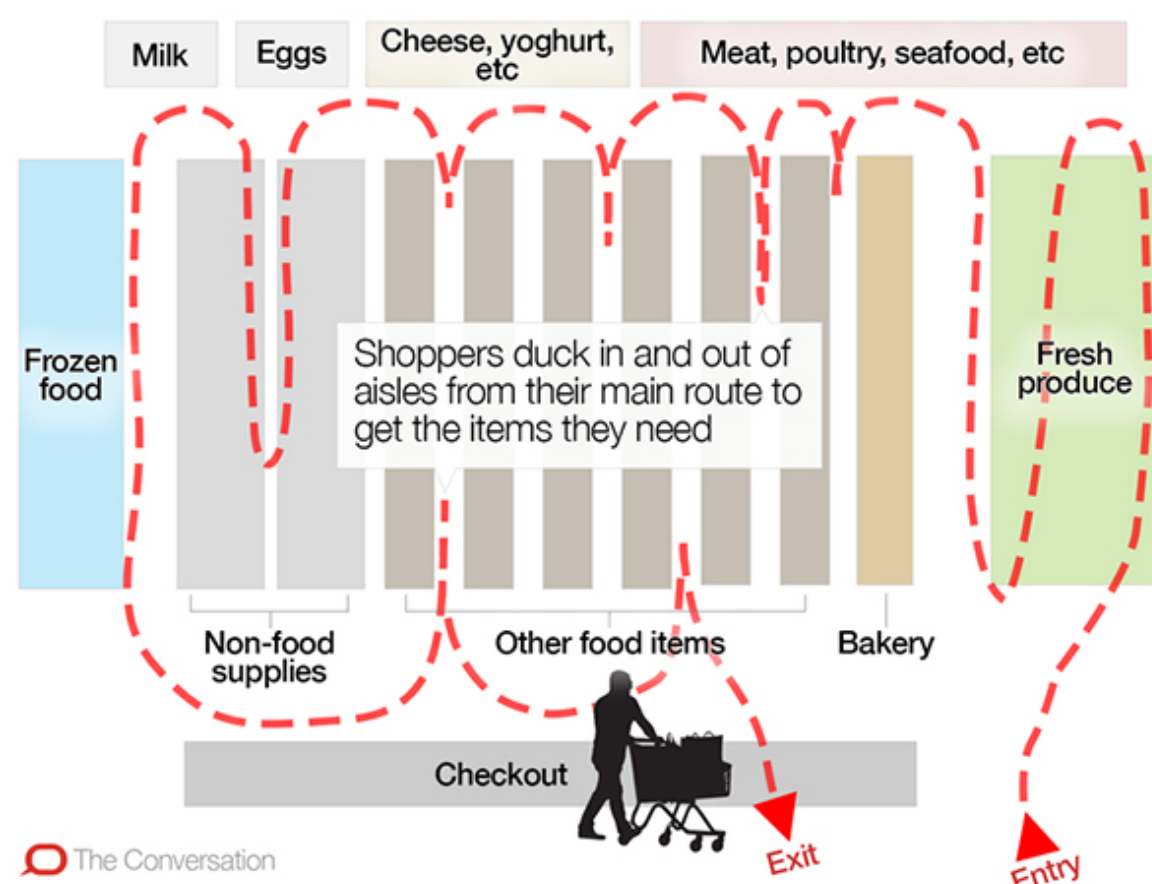 Milk
Eggs
Cheese, yoghurt,
etc
Meat, poultry, seafood, etc
Frozen
food
Shoppers duck in and out of
aisles from their main route to
get the items they need
Fresh
produce
Non-food
supplies
Other food items
Bakery
Checkout
Exit
Entry
The Conversation